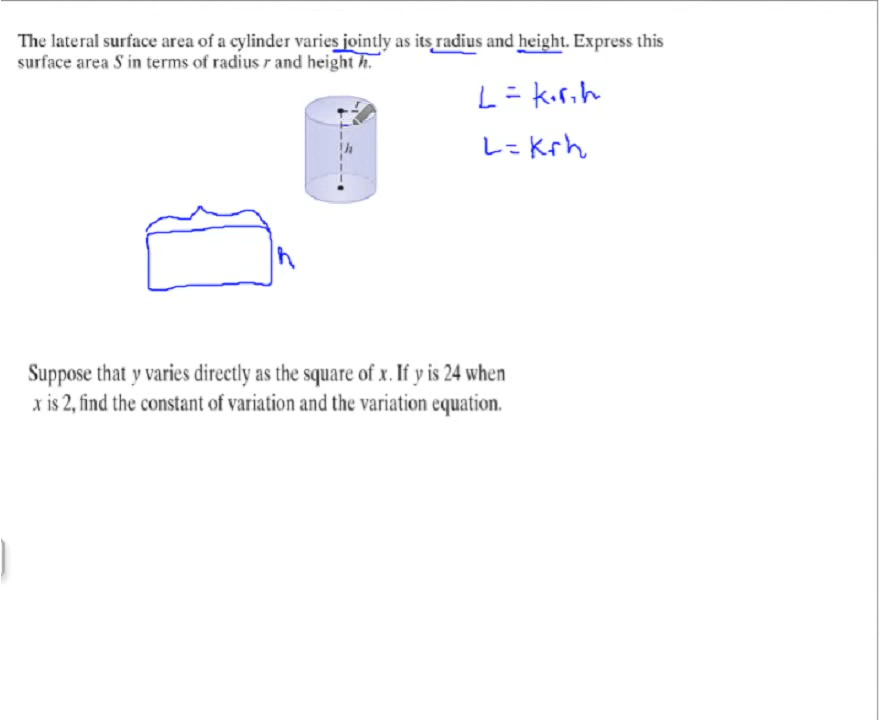 The lateral surface area of a cylinder varies jointly as its radius and height. Express this
surface area S in terms of radius r and height h.
L = k·r·h
r
L = krh
h
h
Suppose that y varies directly as the square of x. If y is 24 when
x is 2, find the constant of variation and the variation equation.